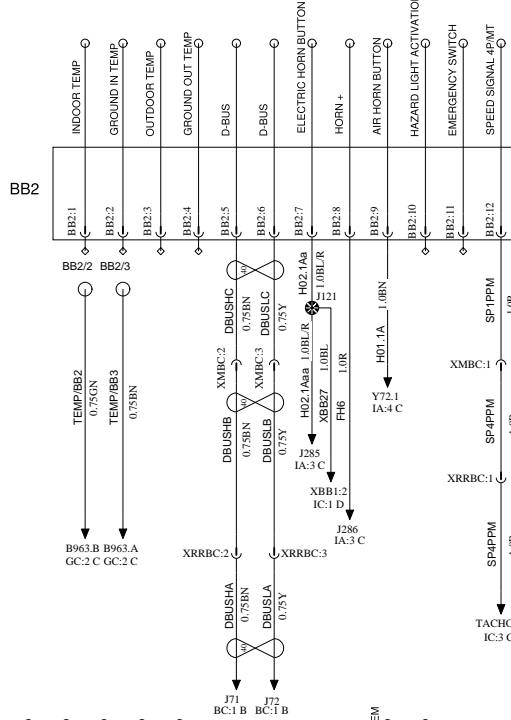 INDOOR TEMP
GROUND IN TEMP
OUTDOOR TEMP
GROUND OUT TEMP
D-BUS
D-BUS
ELECTRIC HORN BUTTON
HORN +
AIR HORN BUTTON
HAZARD LIGHT ACTIVATIO
EMERGENCY SWITCH
SPEED SIGNAL 4P/MT
BB2
BB2:1
BB2:2
BB2:3
BB2:4
BB2:5
BB2:6
BB2:7
BB2:8
BB2:9
BB2:10
BB2:11
BB2:12
BB2/2
BB2/3
TEMP/BB2
0.75GN
TEMP/BB3
0.75BN
B963.B
GC:2 C
B963.A
GC:2 C
40
DBUSHC
0.75BN
DBUSLC
0.75Y
XMBC:2
XMBC:3
40
DBUSHB
0.75BN
DBUSLB
0.75Y
XRRBC:2
XRRBC:3
DBUSHA
0.75BN
DBUSLA
0.75Y
40
J71
BC:1 B
J72
BC:1 B
H02.1Aa
1.0BL/R
J121
H02.1Aaa
1.0BL/R
J285
IA:3 C
XBB27
1.0BL
XBB1:2
IC:1 D
FH6
1.0R
J286
IA:3 C
H01.1A
1.0BN
Y72.1
IA:4 C
SP1PPM
XMBC:1
SP4PPM
XRRBC:1
SP4PPM
TACHO
IC:3 C
EM